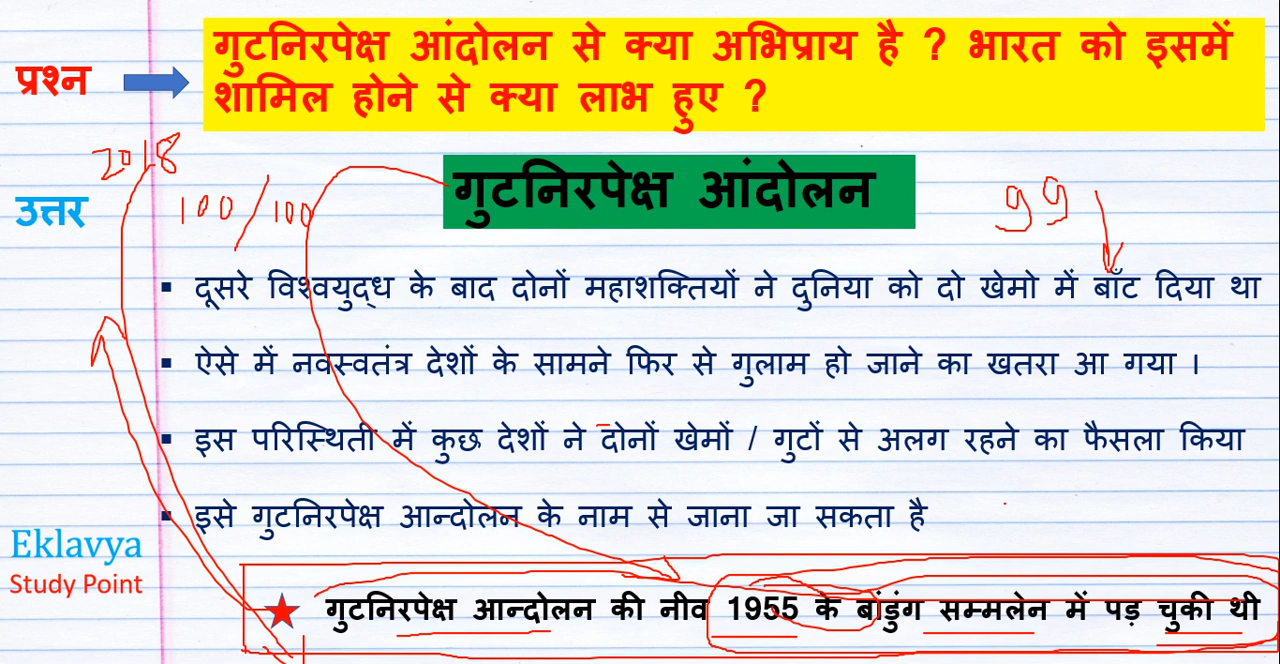 गुटनिरपेक्ष आंदोलन से क्या अभिप्राय है ? भारत को इसमें
प्रश्न
शामिल होने से क्या लाभ हुए ?
2018
गुटनिरपेक्ष आंदोलन
उत्तर
100/100
99
दूसरे विश्वयुद्ध के बाद दोनों महाशक्तियों ने दुनिया को दो खेमो में बाँट दिया था
ऐसे में नवस्वतंत्र देशों के सामने फिर से गुलाम हो जाने का खतरा आ गया ।
इस परिस्थिती में कुछ देशों ने दोनों खेमों / गुटों से अलग रहने का फैसला किया
इसे गुटनिरपेक्ष आन्दोलन के नाम से जाना जा सकता है
Eklavya
Study Point
गुटनिरपेक्ष आन्दोलन की नीव 1955 के बांडुंग सम्मलेन में पड़ चुकी थी